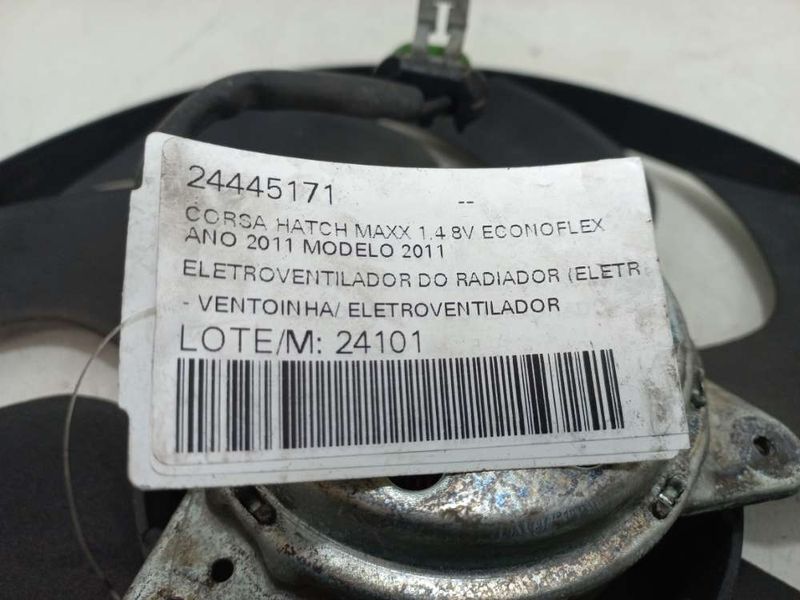 24445171 --
CORSA HATCH MAXX 1.4 8V ECONOFLEX
ANO 2011 MODELO 2011
ELETROVENTILADOR DO RADIADOR (ELETR
- VENTOINHA/ ELETROVENTILADOR
LOTE/M: 24101